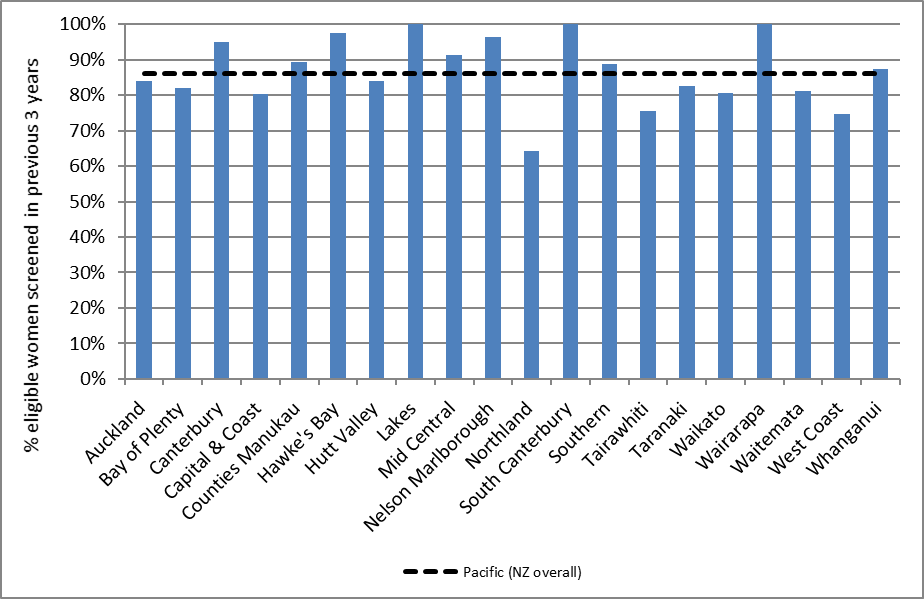 % eligible women screened in previous 3 years
100%
90%
80%
70%
60%
50%
40%
30%
20%
10%
0%
Auckland
Bay of Plenty
Canterbury
Capital & Coast
Counties Manukau
Hawke's Bay
Hutt Valley
Lakes
Mid Central
Nelson Marlborough
Northland
South Canterbury
Southern
Tairawhiti
Taranaki
Waikato
Wairarapa
Waitemata
West Coast
Whanganui
Pacific (NZ overall)